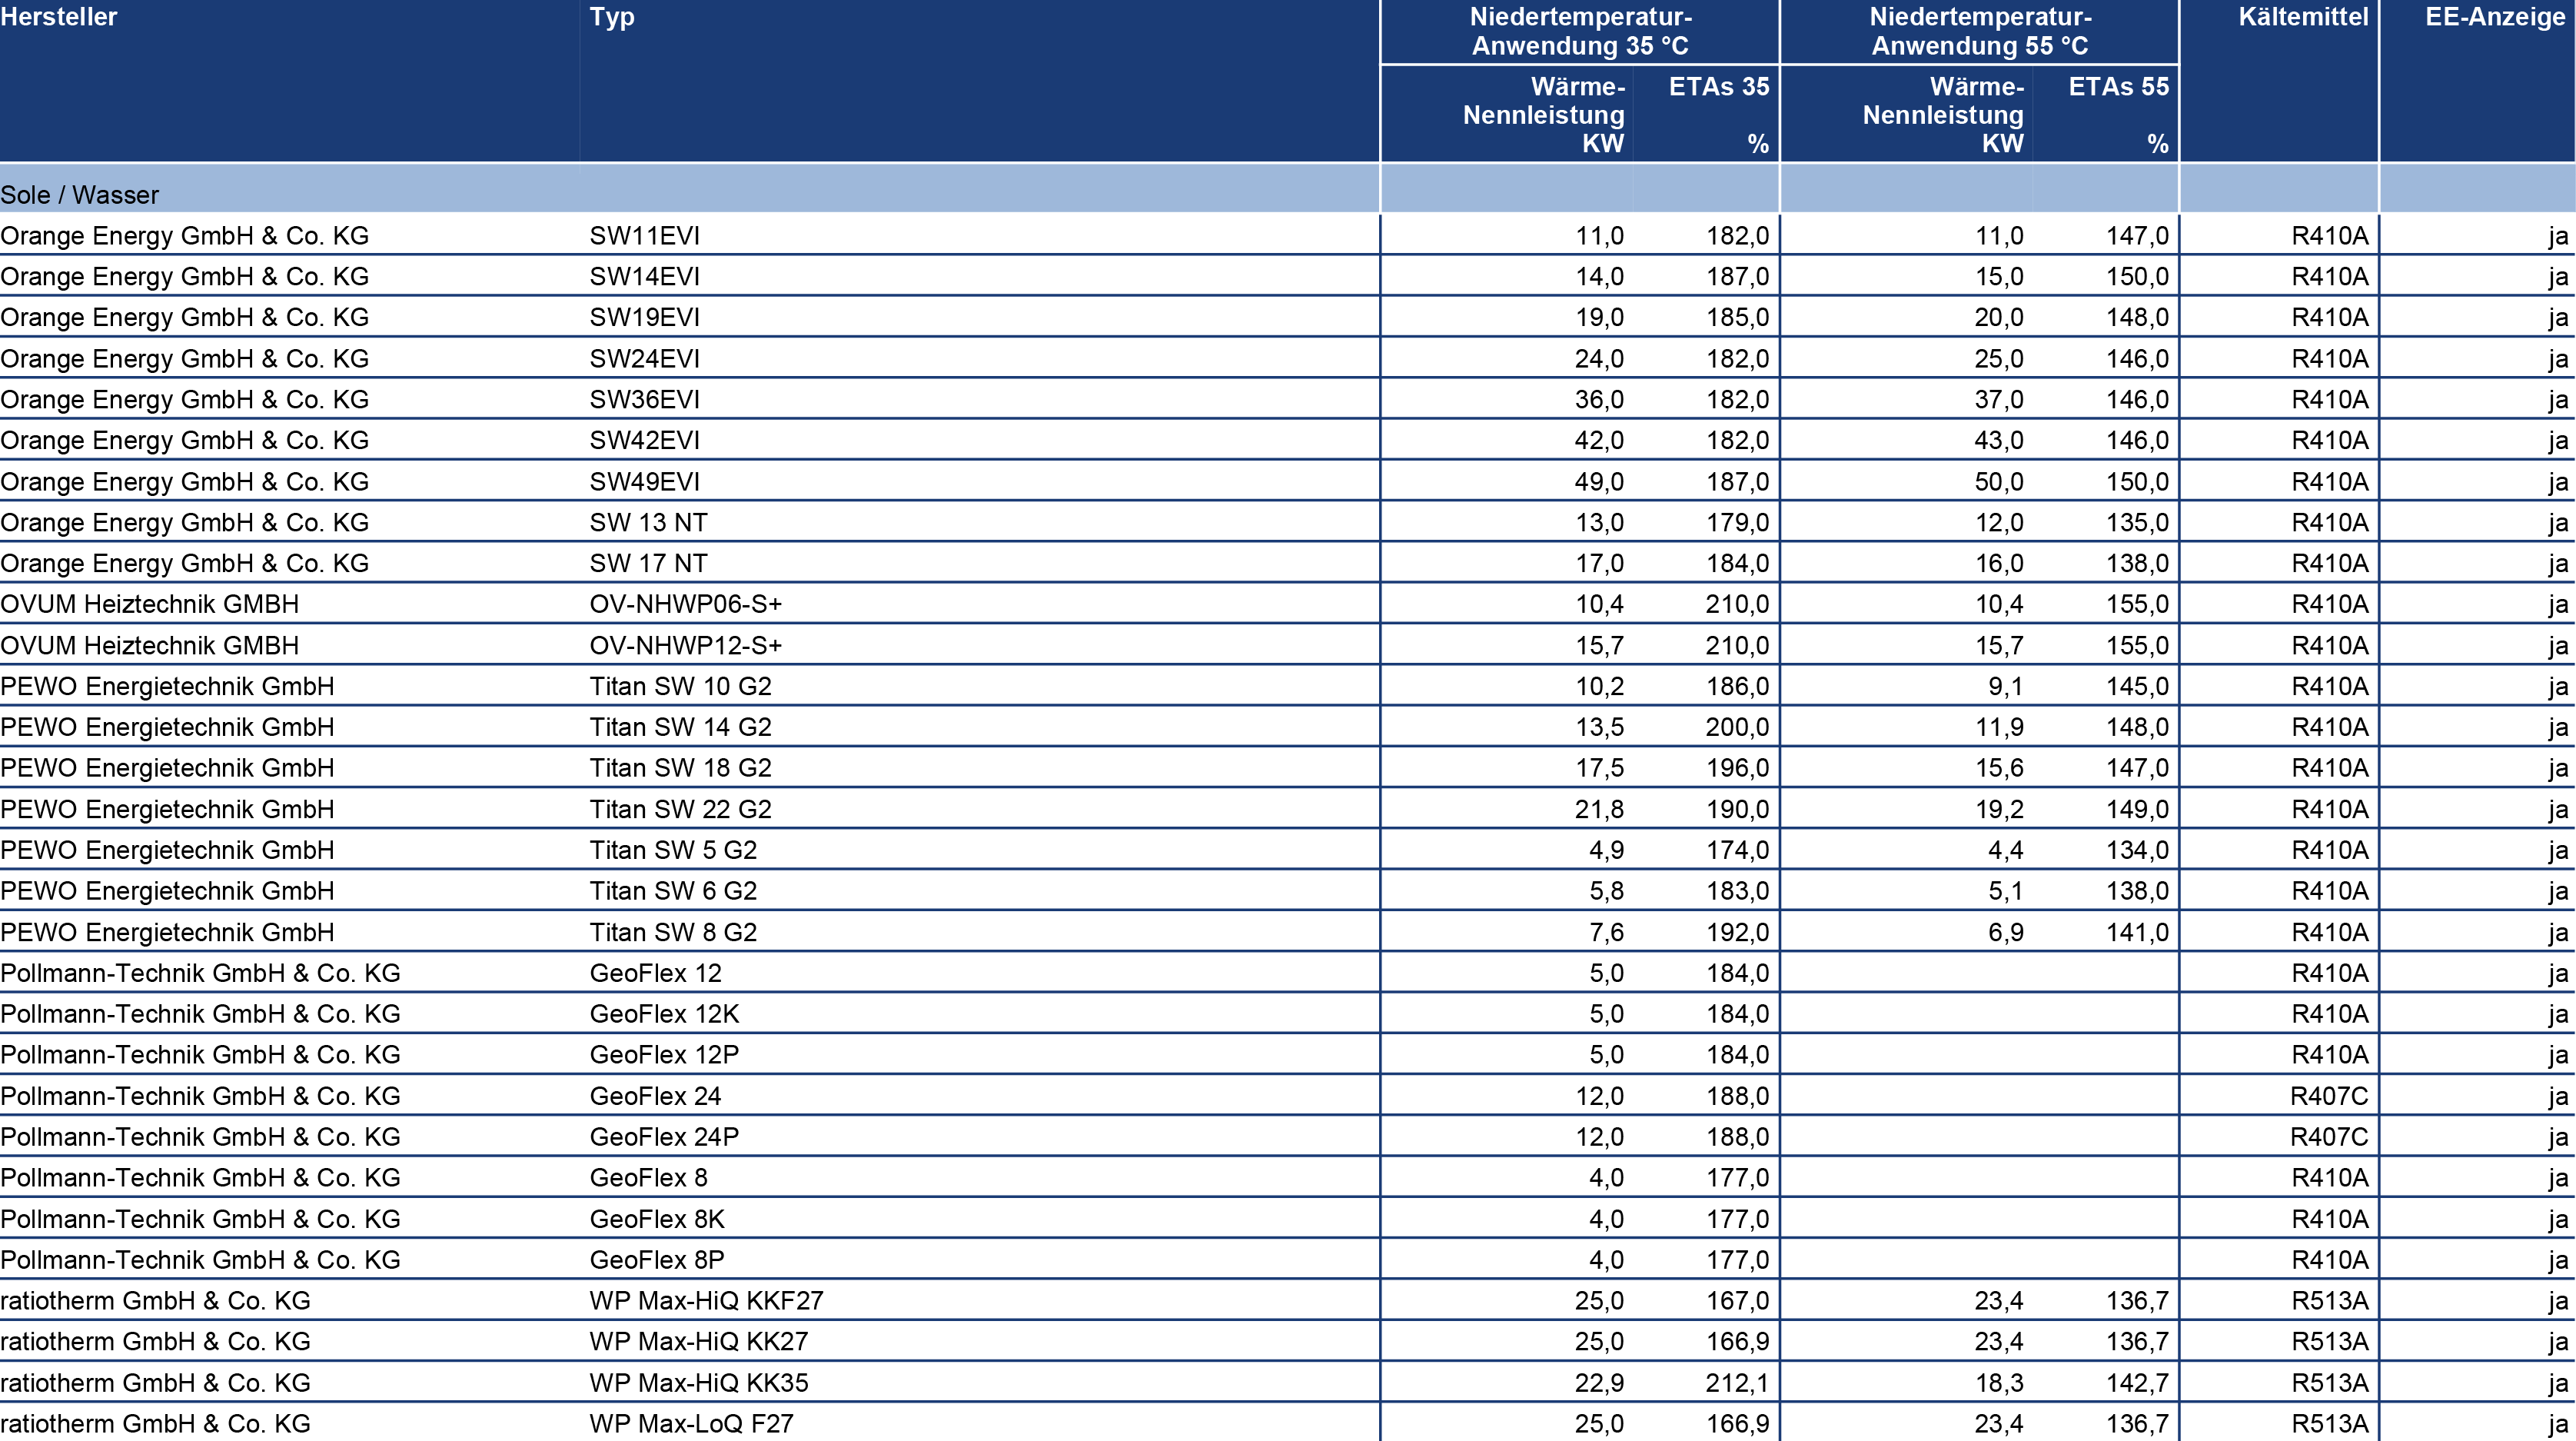 Hersteller Typ Niedertemperatur- Niedertemperatur- Kältemittel EE-Anzeige
Anwendung 35 °C Anwendung 55 °C
Wärme- ETAs 35 Wärme- ETAs 55
Nennleistung Nennleistung
KW % KW %
Sole / Wasser
Orange Energy GmbH & Co. KG SW11EVI 11,0 182,0 11,0 147,0 R410A ja
Orange Energy GmbH & Co. KG SW14EVI 14,0 187,0 15,0 150,0 R410A ja
Orange Energy GmbH & Co. KG SW19EVI 19,0 185,0 20,0 148,0 R410A ja
Orange Energy GmbH & Co. KG SW24EVI 24,0 182,0 25,0 146,0 R410A ja
Orange Energy GmbH & Co. KG SW36EVI 36,0 182,0 37,0 146,0 R410A ja
Orange Energy GmbH & Co. KG SW42EVI 42,0 182,0 43,0 146,0 R410A ja
Orange Energy GmbH & Co. KG SW49EVI 49,0 187,0 50,0 150,0 R410A ja
Orange Energy GmbH & Co. KG SW 13 NT 13,0 179,0 12,0 135,0 R410A ja
Orange Energy GmbH & Co. KG SW 17 NT 17,0 184,0 16,0 138,0 R410A ja
OVUM Heiztechnik GMBH OV-NHWP06-S+ 10,4 210,0 10,4 155,0 R410A ja
OVUM Heiztechnik GMBH OV-NHWP12-S+ 15,7 210,0 15,7 155,0 R410A ja
PEWO Energietechnik GmbH Titan SW 10 G2 10,2 186,0 9,1 145,0 R410A ja
PEWO Energietechnik GmbH Titan SW 14 G2 13,5 200,0 11,9 148,0 R410A ja
PEWO Energietechnik GmbH Titan SW 18 G2 17,5 196,0 15,6 147,0 R410A ja
PEWO Energietechnik GmbH Titan SW 22 G2 21,8 190,0 19,2 149,0 R410A ja
PEWO Energietechnik GmbH Titan SW 5 G2 4,9 174,0 4,4 134,0 R410A ja
PEWO Energietechnik GmbH Titan SW 6 G2 5,8 183,0 5,1 138,0 R410A ja
PEWO Energietechnik GmbH Titan SW 8 G2 7,6 192,0 6,9 141,0 R410A ja
Pollmann-Technik GmbH & Co. KG GeoFlex 12 5,0 184,0 R410A ja
Pollmann-Technik GmbH & Co. KG GeoFlex 12K 5,0 184,0 R410A ja
Pollmann-Technik GmbH & Co. KG GeoFlex 12P 5,0 184,0 R410A ja
Pollmann-Technik GmbH & Co. KG GeoFlex 24 12,0 188,0 R407C ja
Pollmann-Technik GmbH & Co. KG GeoFlex 24P 12,0 188,0 R407C ja
Pollmann-Technik GmbH & Co. KG GeoFlex 8 4,0 177,0 R410A ja
Pollmann-Technik GmbH & Co. KG GeoFlex 8K 4,0 177,0 R410A ja
Pollmann-Technik GmbH & Co. KG GeoFlex 8P 4,0 177,0 R410A ja
ratiotherm GmbH & Co. KG WP Max-HiQ KKF27 25,0 167,0 23,4 136,7 R513A ja
ratiotherm GmbH & Co. KG WP Max-HiQ KK27 25,0 166,9 23,4 136,7 R513A ja
ratiotherm GmbH & Co. KG WP Max-HiQ KK35 22,9 212,1 18,3 142,7 R513A ja
ratiotherm GmbH & Co. KG WP Max-LoQ F27 25,0 166,9 23,4 136,7 R513A ja